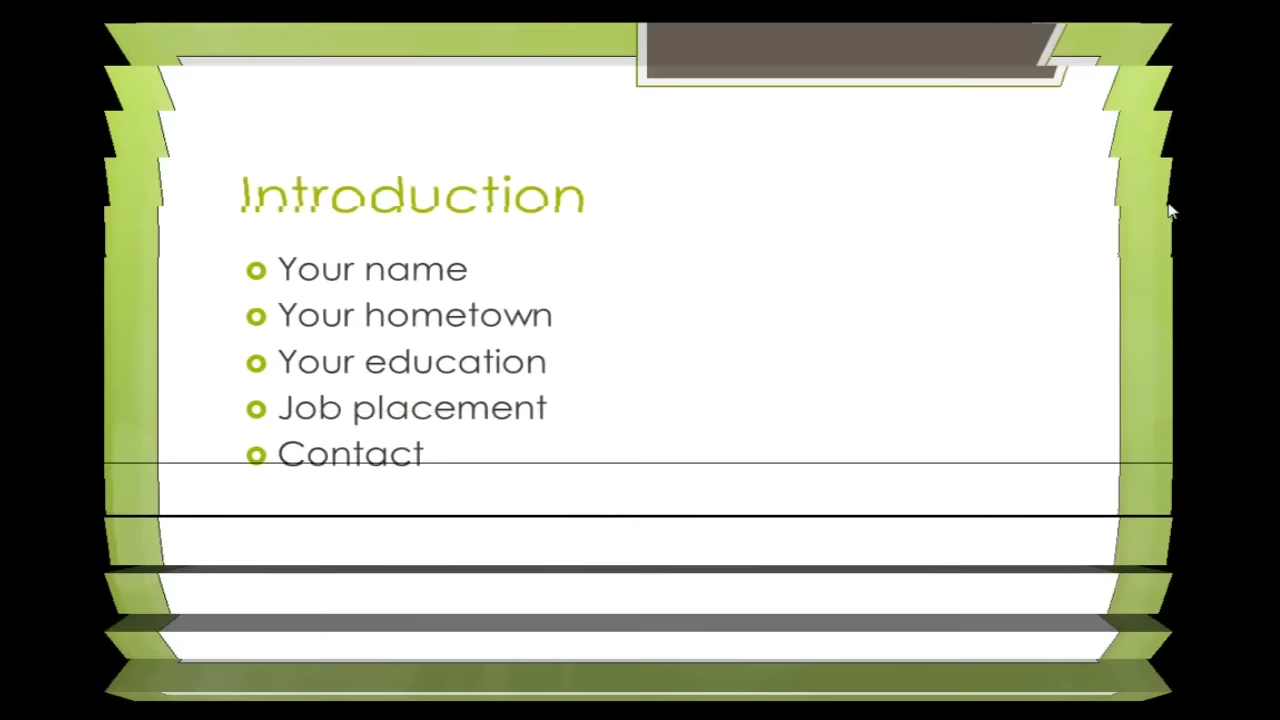 Introduction
Your name
Your hometown
Your education
Job placement
Contact